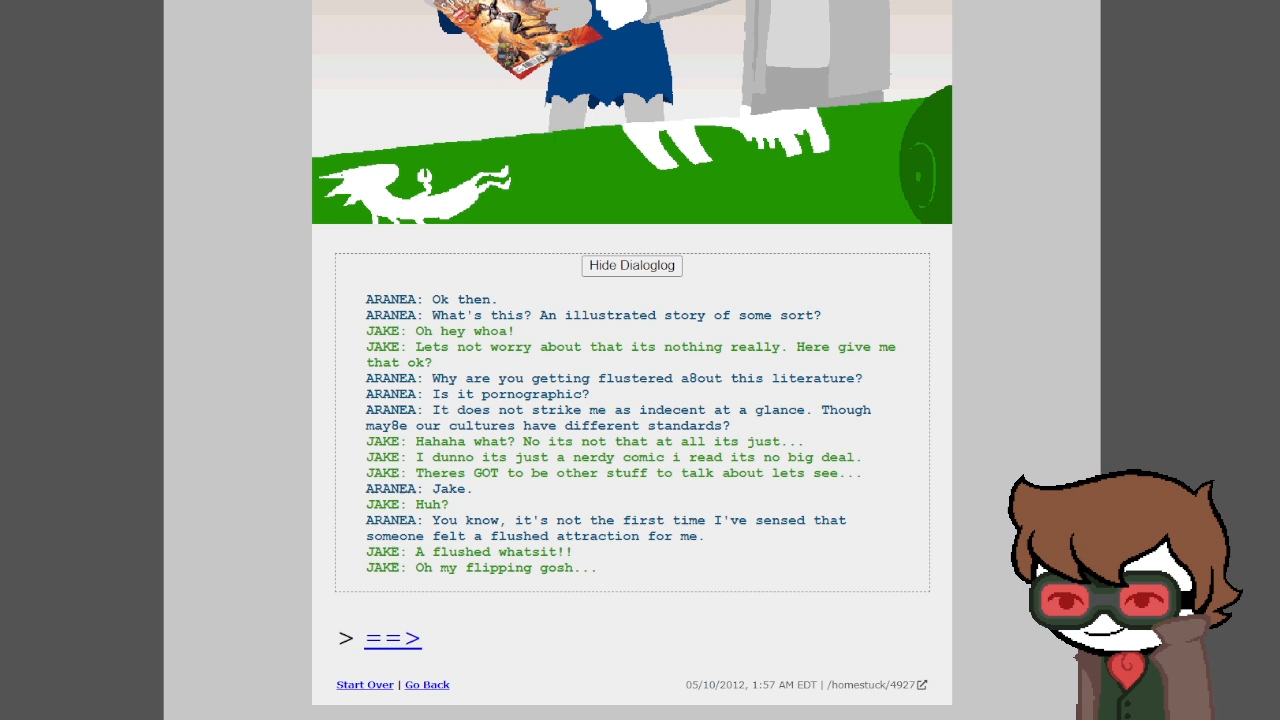 Hide Dialoglog
ARANEA: Ok then.
ARANEA: What's this? An illustrated story of some sort?
JAKE: Oh hey whoa!
JAKE: Lets not worry about that its nothing really. Here give me
that ok?
ARANEA: Why are you getting flustered a8out this literature?
ARANEA: Is it pornographic?
ARANEA: It does not strike me as indecent at a glance. Though
may8e our cultures have different standards?
JAKE: Hahaha what? No its not that at all its just...
JAKE: I dunno its just a nerdy comic i read its no big deal.
JAKE: Theres GOT to be other stuff to talk about lets see...
ARANEA: Jake.
JAKE: Huh?
ARANEA: You know, it's not the first time I've sensed that
someone felt a flushed attraction for me.
JAKE: A flushed whatsit!!
JAKE: Oh my flipping gosh...
> ==>
Start Over | Go Back
05/10/2012, 1:57 AM EDT | /homestuck/4927